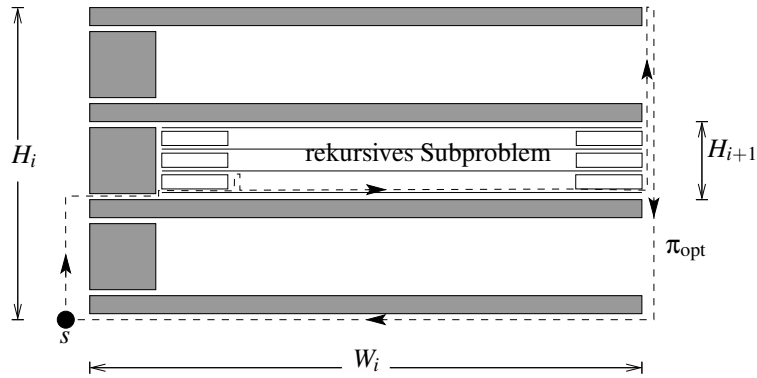 H_i
rekursives Subproblem
H_{i+1}
π_opt
s
W_i